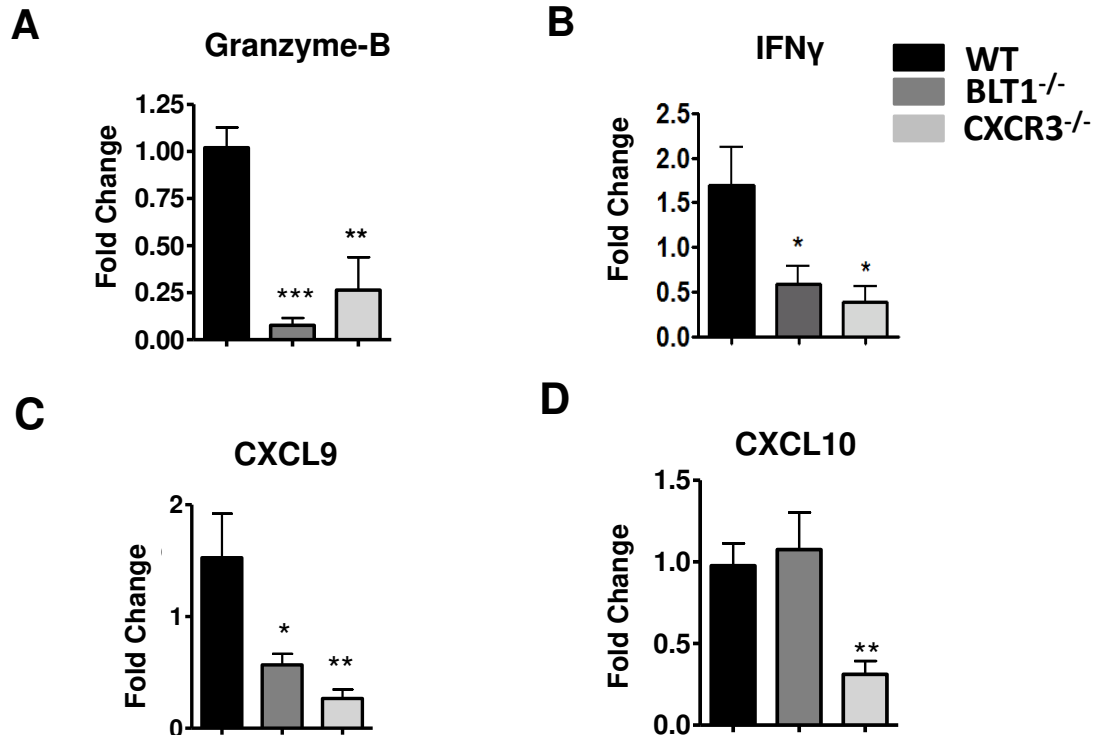 A
Granzyme-B
Fold Change
1.25
1.00
0.75
0.50
0.25
0.00
***
**
B
IFNγ
WT
BLT1-/-
CXCR3-/-
Fold Change
2.5
2.0
1.5
1.0
0.5
0.0
*
*
C
CXCL9
Fold Change
2
1
0
*
**
D
CXCL10
Fold Change
1.5
1.0
0.5
0.0
**